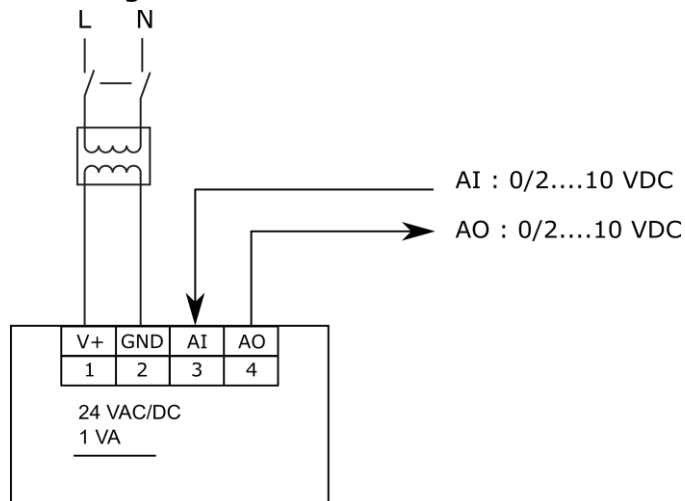 L N
AI : 0/2....10 VDC
AO : 0/2....10 VDC
V+ GND AI AO
1 2 3 4
24 VAC/DC
1 VA